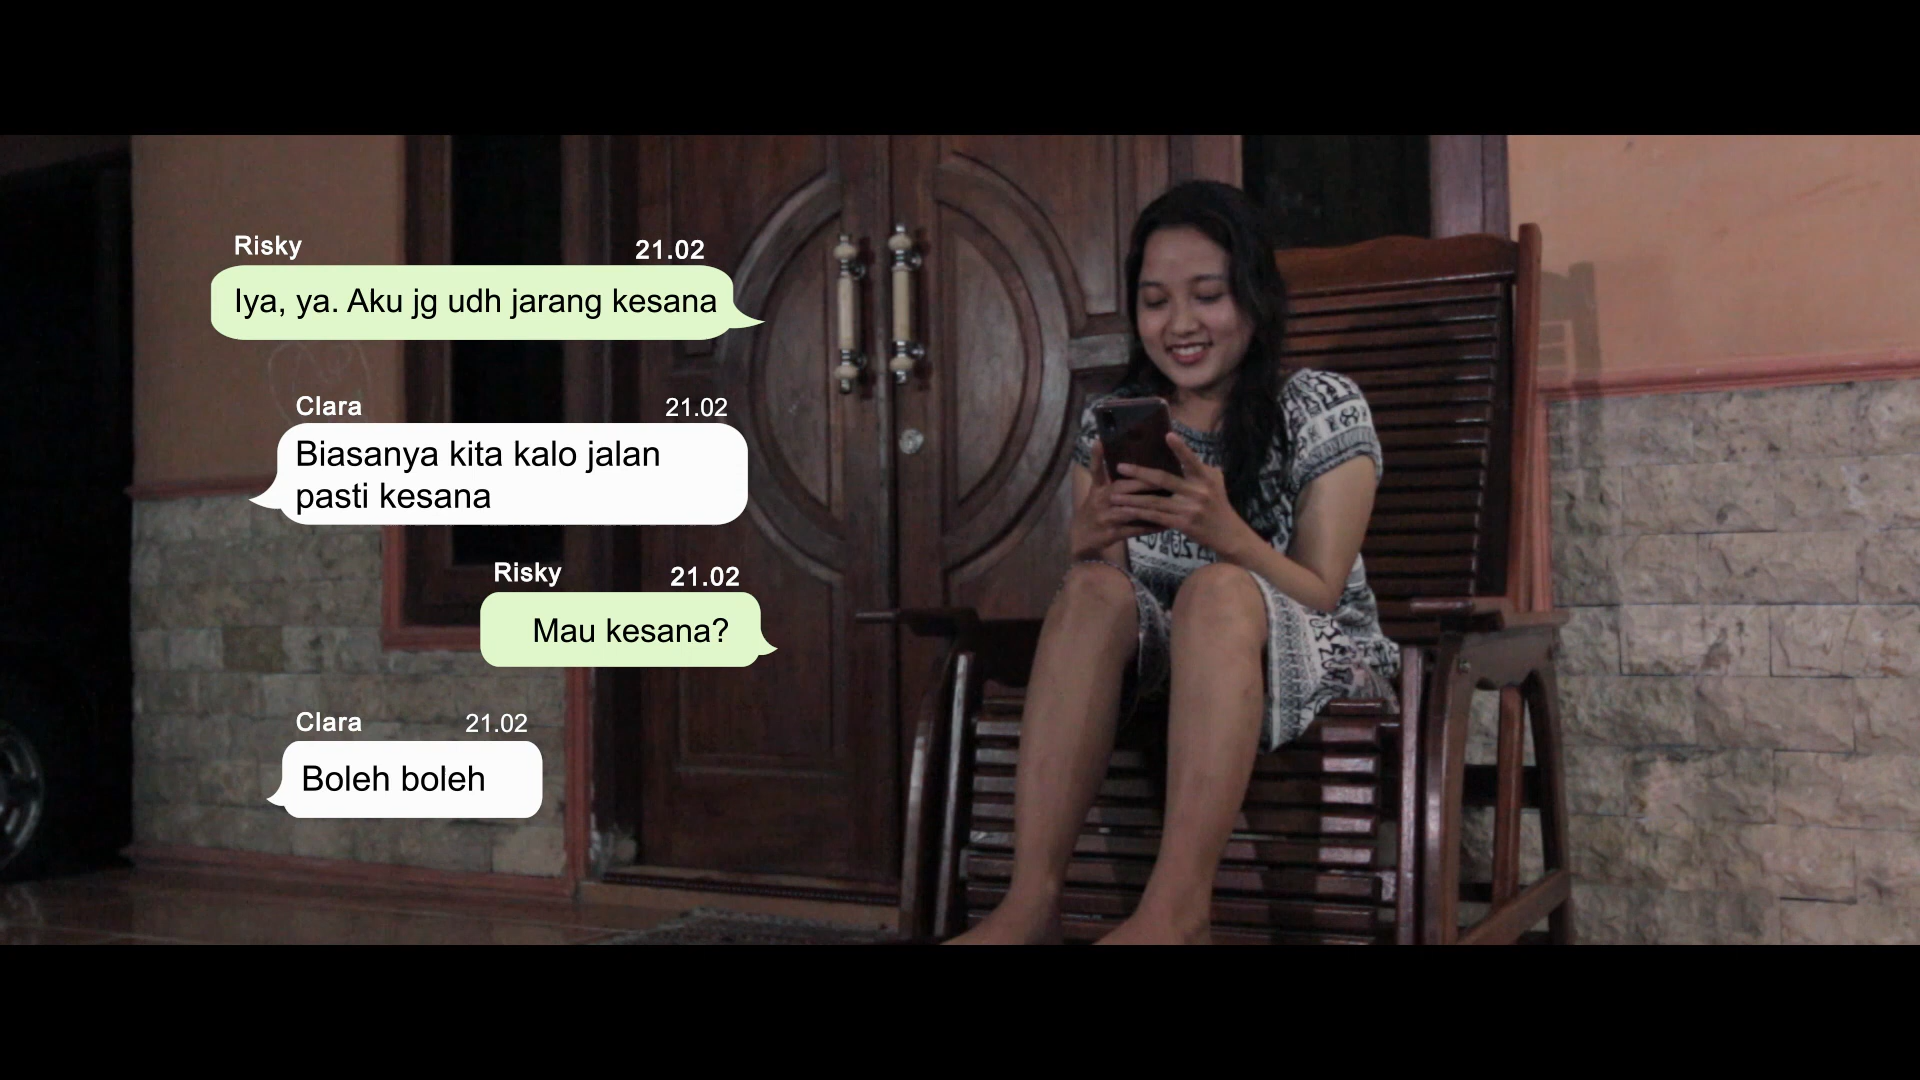 Risky 21.02
Iya, ya. Aku jg udh jarang kesana
Clara 21.02
Biasanya kita kalo jalan
pasti kesana
Risky 21.02
Mau kesana?
Clara 21.02
Boleh boleh